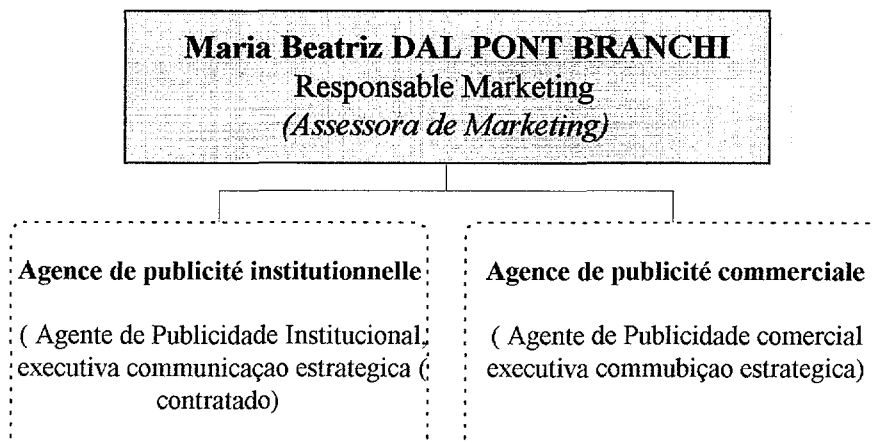 Maria Beatriz DAL PONT BRANCHI
Responsable Marketing
(Assessora de Marketing)
Agence de publicité institutionnelle
( Agente de Publicidade Institucional,
executiva communicaçao estrategica (
contratado)
Agence de publicité commerciale
( Agente de Publicidade comercial
executiva commubiçao estrategica)